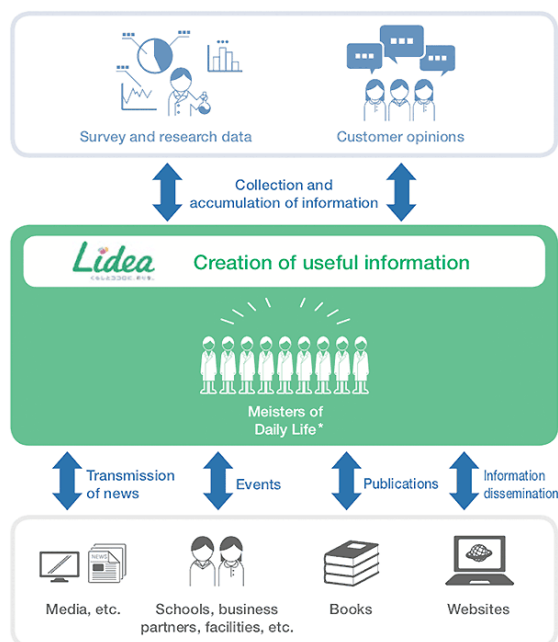 Survey and research data
Customer opinions
Collection and
accumulation of information
Lidea
Creation of useful information
Meisters of
Daily Life*
Transmission
of news
Events
Publications
Information
dissemination
NEWS
Media, etc.
Schools, business
partners, facilities, etc.
Books
Websites